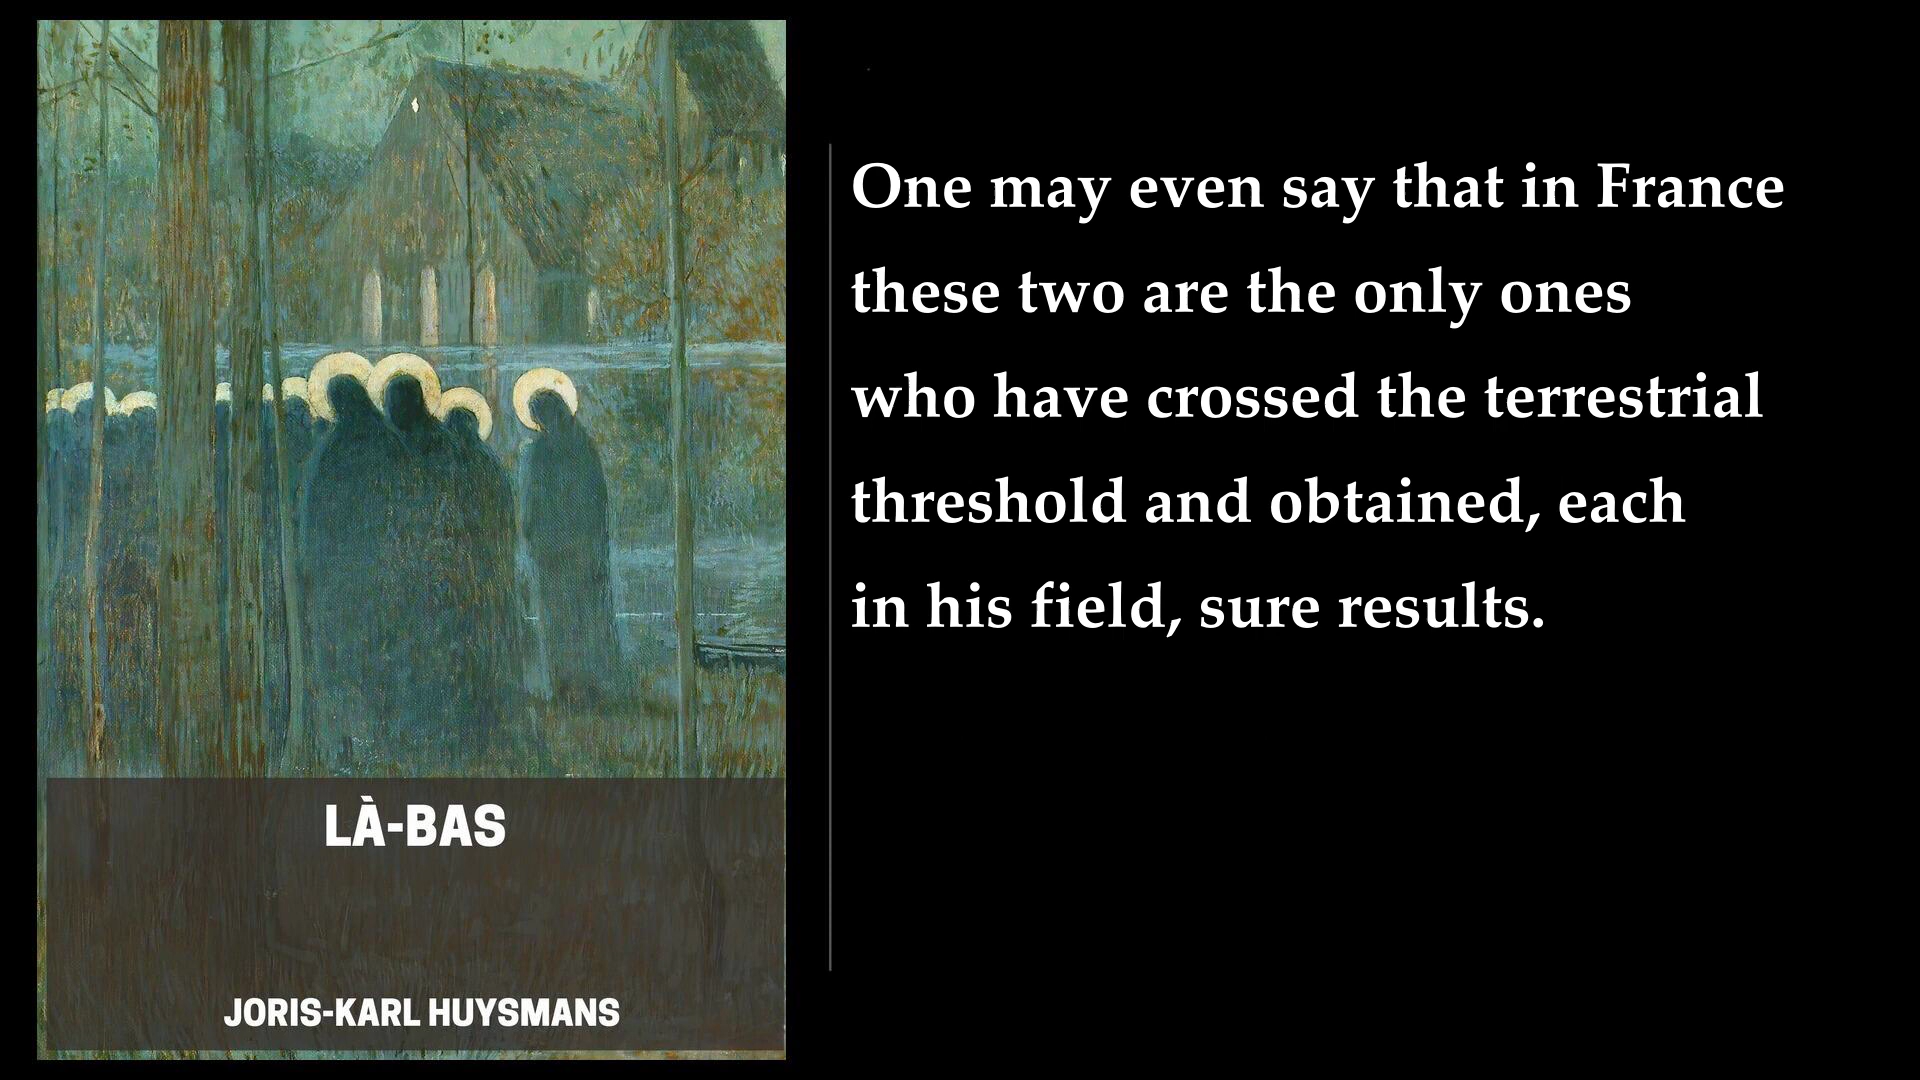 LÀ-BAS
JORIS-KARL HUYSMANS
One may even say that in France
these two are the only ones
who have crossed the terrestrial
threshold and obtained, each
in his field, sure results.